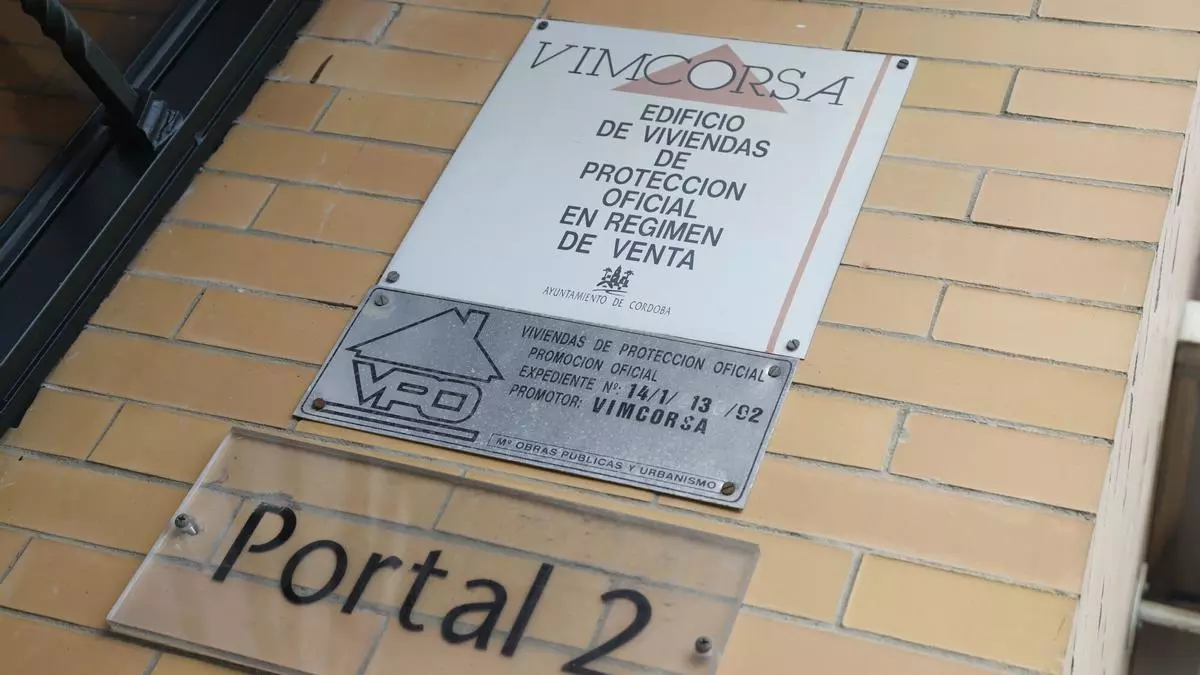 VIMCORSA
EDIFICIO
DE VIVIENDAS
DE
PROTECCION
OFICIAL
EN REGIMEN
DE VENTA
AYUNTAMIENTO DE CORDOBA
VPO
VIVIENDAS DE PROTECCION OFICIAL
PROMOCION OFICIAL
EXPEDIENTE Nº: 14/1/ 13 /92
PROMOTOR: VIMCORSA
Mº OBRAS PUBLICAS Y URBANISMO
Portal 2